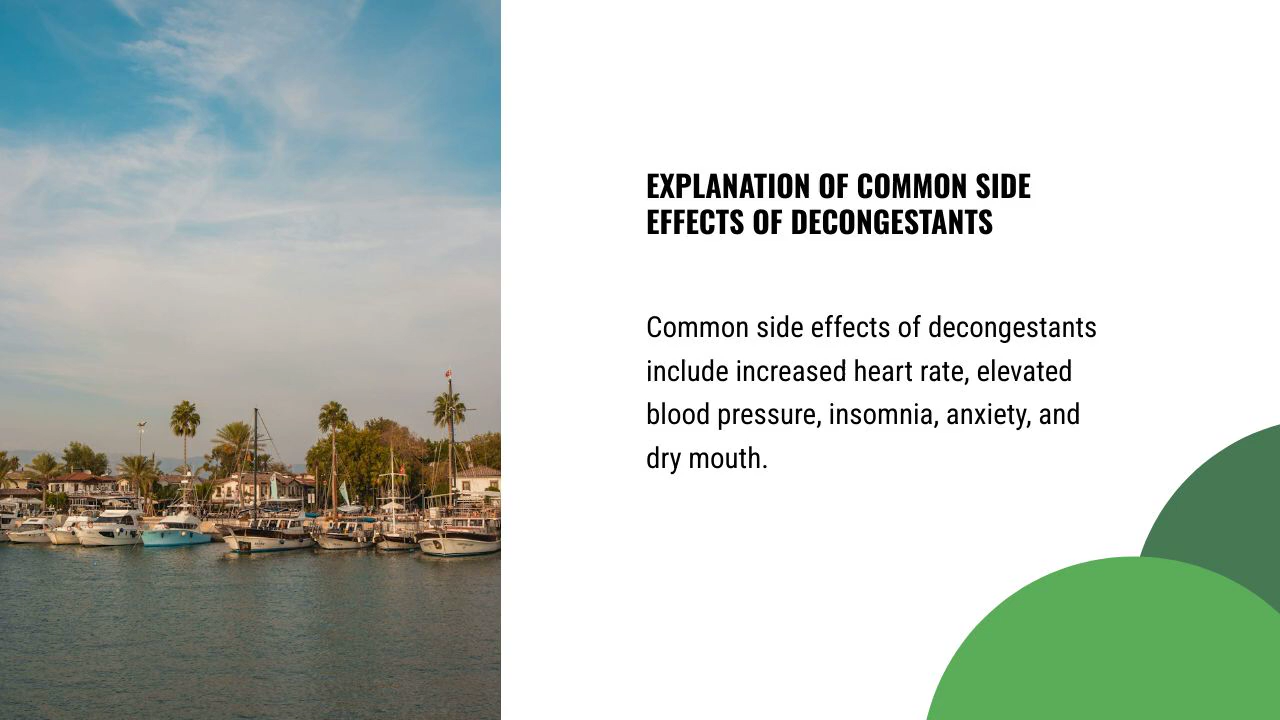 EXPLANATION OF COMMON SIDE
EFFECTS OF DECONGESTANTS
Common side effects of decongestants
include increased heart rate, elevated
blood pressure, insomnia, anxiety, and
dry mouth.